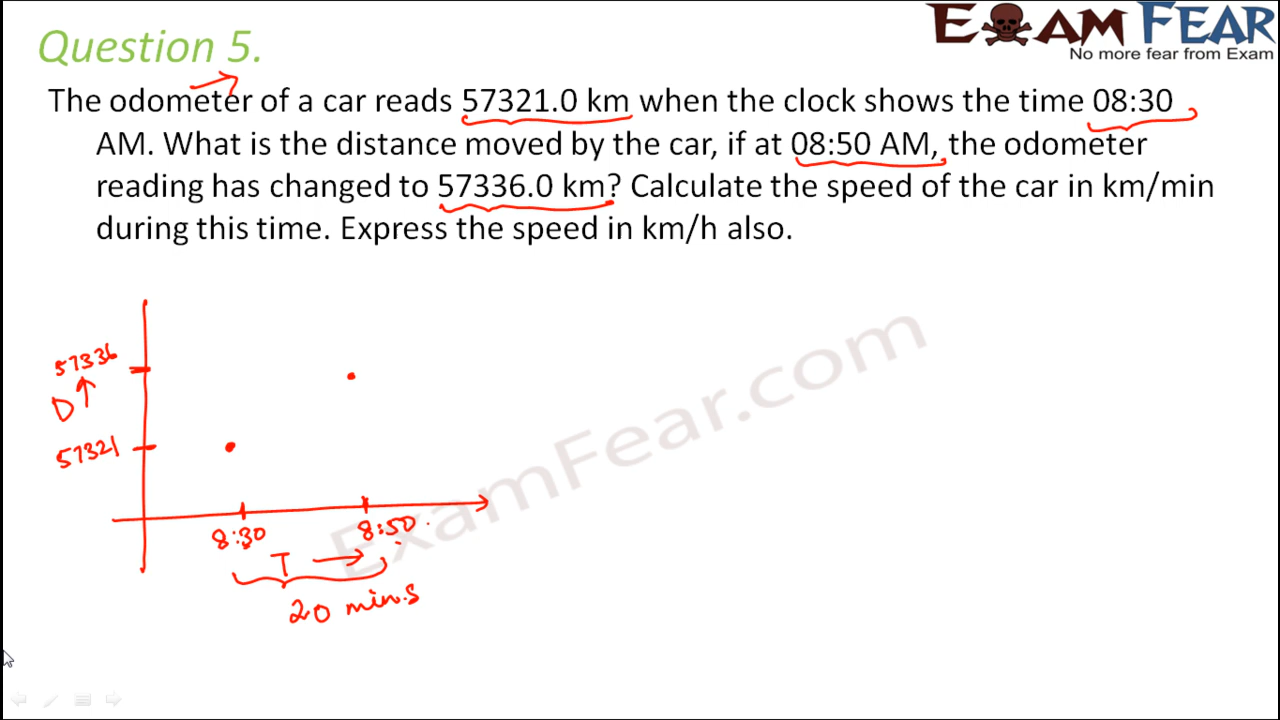 Question 5.
EXAM FEAR
No more fear from Exam
The odometer of a car reads 57321.0 km when the clock shows the time 08:30
AM. What is the distance moved by the car, if at 08:50 AM, the odometer
reading has changed to 57336.0 km? Calculate the speed of the car in km/min
during this time. Express the speed in km/h also.
57336
D
57321
8:30
8:50
T
20 mins
ExamFear.com